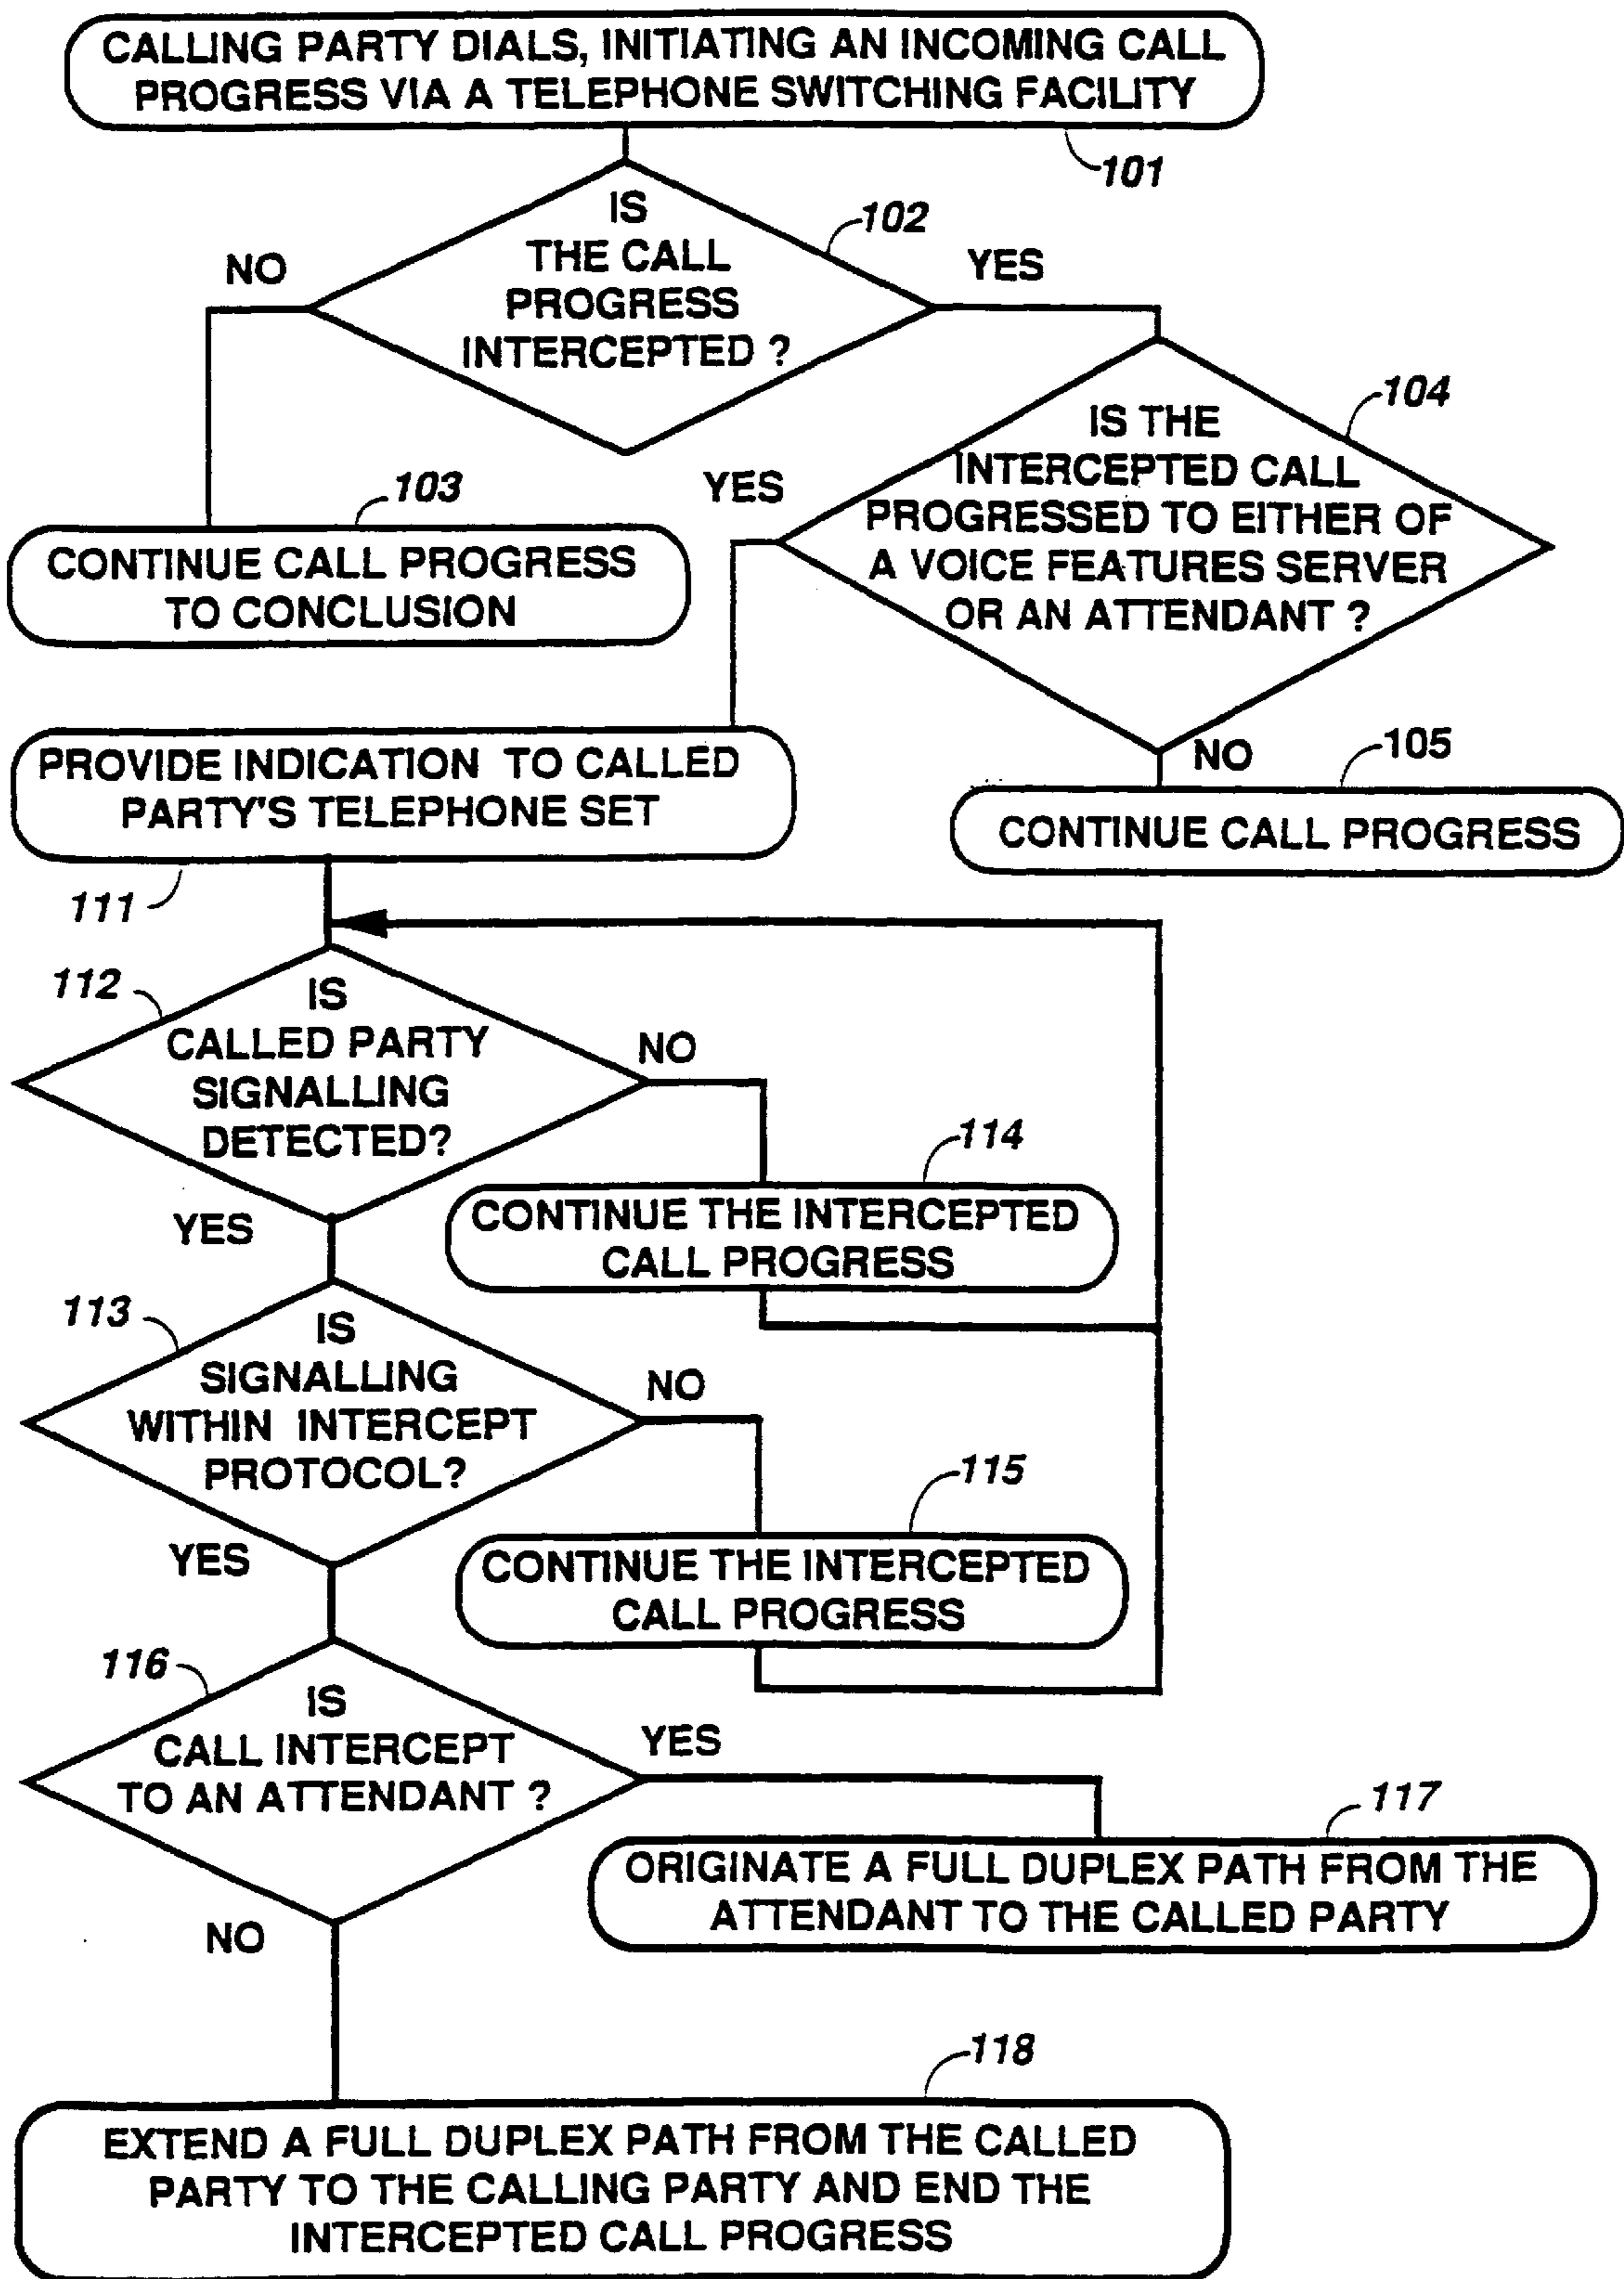 CALLING PARTY DIALS, INITIATING AN INCOMING CALL
PROGRESS VIA A TELEPHONE SWITCHING FACILITY
101
IS
THE CALL
PROGRESS
INTERCEPTED ?
102
NO
YES
103
CONTINUE CALL PROGRESS
TO CONCLUSION
104
IS THE
INTERCEPTED CALL
PROGRESSED TO EITHER OF
A VOICE FEATURES SERVER
OR AN ATTENDANT ?
YES
NO
105
CONTINUE CALL PROGRESS
PROVIDE INDICATION TO CALLED
PARTY'S TELEPHONE SET
111
112
IS
CALLED PARTY
SIGNALLING
DETECTED?
NO
YES
114
CONTINUE THE INTERCEPTED
CALL PROGRESS
113
IS
SIGNALLING
WITHIN INTERCEPT
PROTOCOL?
NO
YES
115
CONTINUE THE INTERCEPTED
CALL PROGRESS
116
IS
CALL INTERCEPT
TO AN ATTENDANT ?
YES
NO
117
ORIGINATE A FULL DUPLEX PATH FROM THE
ATTENDANT TO THE CALLED PARTY
118
EXTEND A FULL DUPLEX PATH FROM THE CALLED
PARTY TO THE CALLING PARTY AND END THE
INTERCEPTED CALL PROGRESS